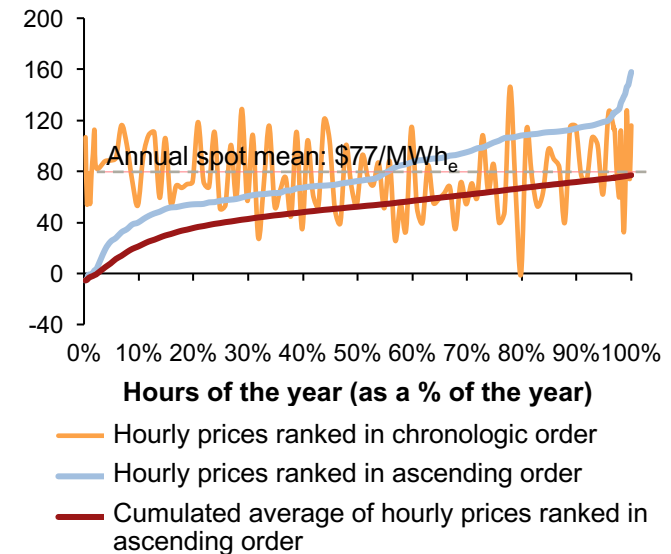 200
160
120
Annual spot mean: $77/MWhe
80
40
0
-40
0% 10% 20% 30% 40% 50% 60% 70% 80% 90%100%
Hours of the year (as a % of the year)
Hourly prices ranked in chronologic order
Hourly prices ranked in ascending order
Cumulated average of hourly prices ranked in
ascending order